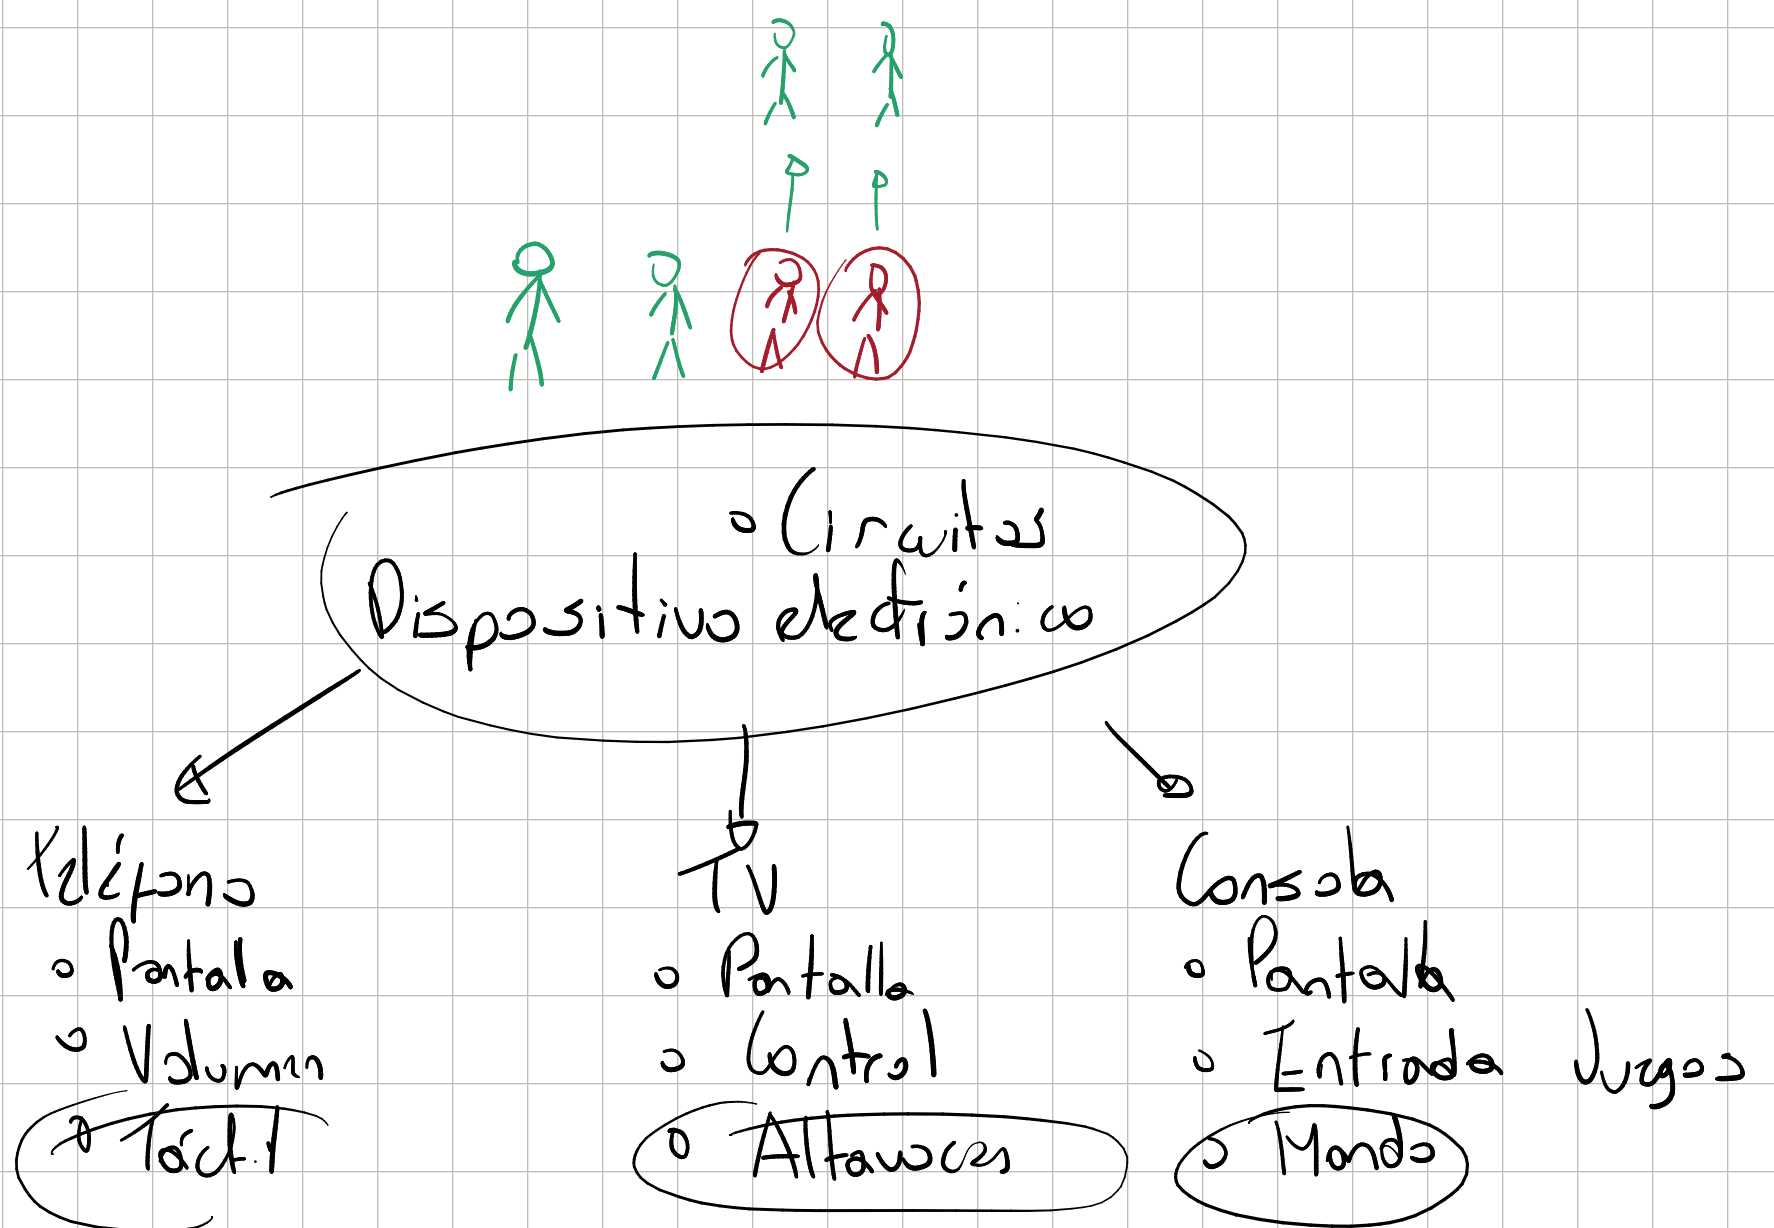 Circuitos
Dispositivo electrónico
Teléfono
Pantalla
Volumen
Táctil
TV
Pantalla
Control
Altavoces
Consola
Pantalla
Entrada Juegos
Mando